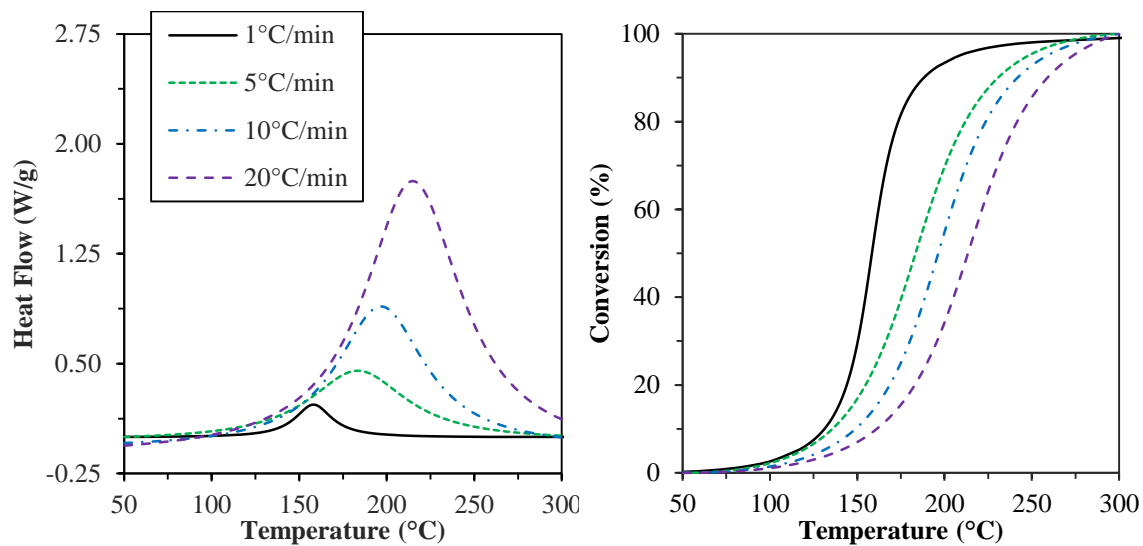 2.75
2.00
1.25
0.50
-0.25
Heat Flow (W/g)
1°C/min
5°C/min
10°C/min
20°C/min
50 100 150 200 250 300
Temperature (°C)
100
80
60
40
20
0
Conversion (%)
50 100 150 200 250 300
Temperature (°C)